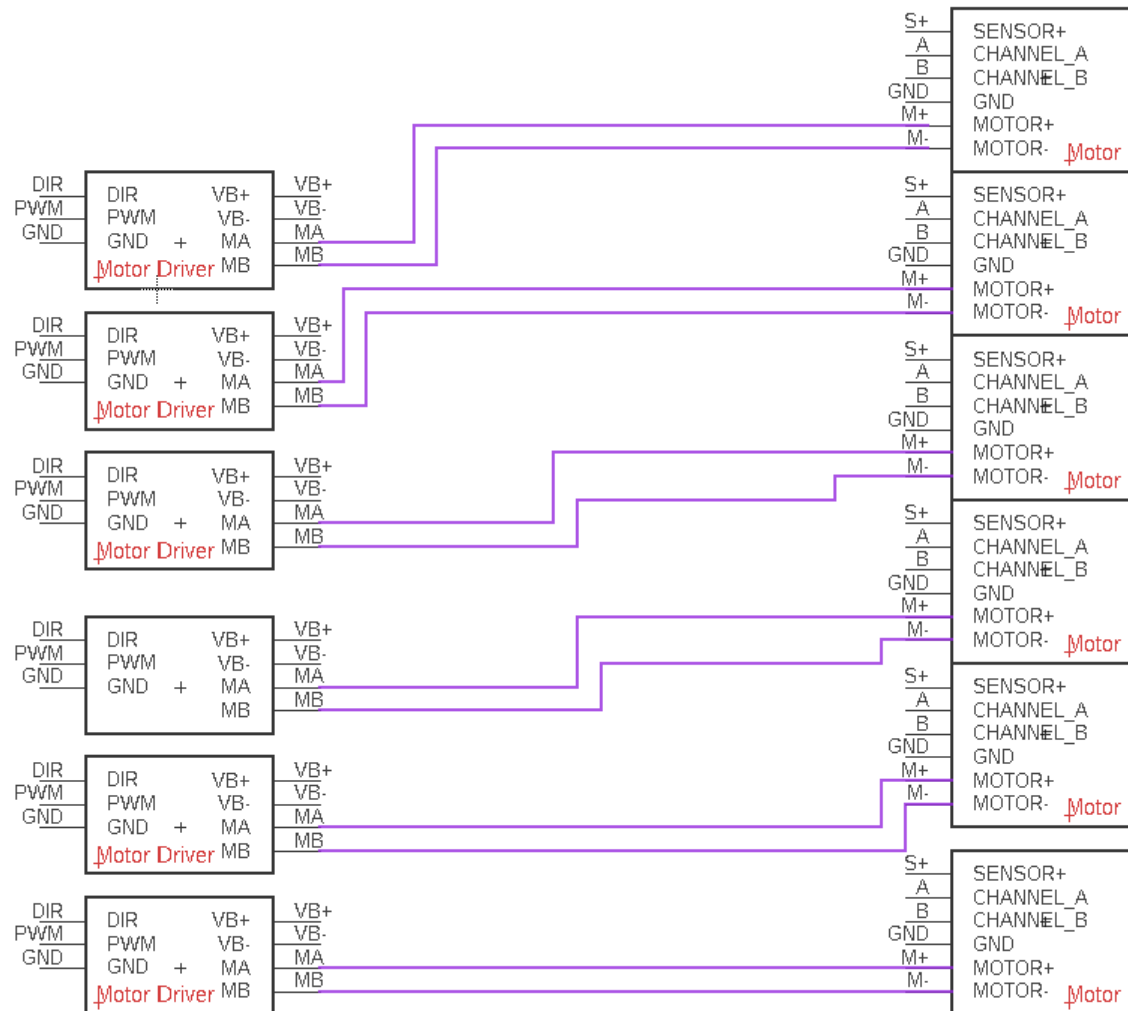 DIR DIR VB+ VB+
PWM PWM VB- VB-
GND GND MA MA
Motor Driver MB MB
DIR DIR VB+ VB+
PWM PWM VB- VB-
GND GND MA MA
Motor Driver MB MB
DIR DIR VB+ VB+
PWM PWM VB- VB-
GND GND MA MA
Motor Driver MB MB
DIR DIR VB+ VB+
PWM PWM VB- VB-
GND GND MA MA
MB MB
DIR DIR VB+ VB+
PWM PWM VB- VB-
GND GND MA MA
Motor Driver MB MB
DIR DIR VB+ VB+
PWM PWM VB- VB-
GND GND MA MA
Motor Driver MB MB
S+ SENSOR+
A CHANNEL_A
B CHANNEL_B
GND GND
M+ MOTOR+
M- MOTOR- Motor
S+ SENSOR+
A CHANNEL_A
B CHANNEL_B
GND GND
M+ MOTOR+
M- MOTOR- Motor
S+ SENSOR+
A CHANNEL_A
B CHANNEL_B
GND GND
M+ MOTOR+
M- MOTOR- Motor
S+ SENSOR+
A CHANNEL_A
B CHANNEL_B
GND GND
M+ MOTOR+
M- MOTOR- Motor
S+ SENSOR+
A CHANNEL_A
B CHANNEL_B
GND GND
M+ MOTOR+
M- MOTOR- Motor
S+ SENSOR+
A CHANNEL_A
B CHANNEL_B
GND GND
M+ MOTOR+
M- MOTOR- Motor